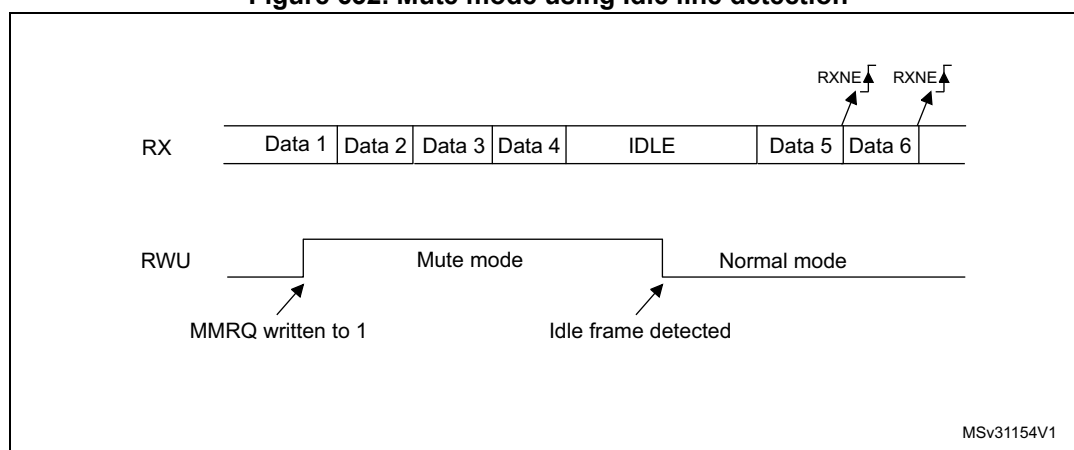 Figure 652. Mute mode using Idle line detection
RXNE RXNE
RX Data 1 Data 2 Data 3 Data 4 IDLE Data 5 Data 6
RWU Mute mode Normal mode
MMRQ written to 1 Idle frame detected
MSv31154V1